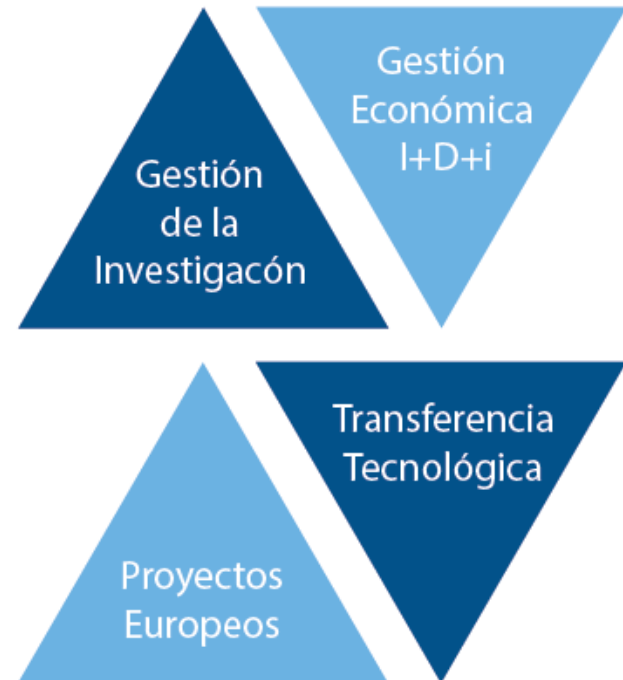 Gestión
de la
Investigacón
Gestión
Económica
I+D+i
Proyectos
Europeos
Transferencia
Tecnológica